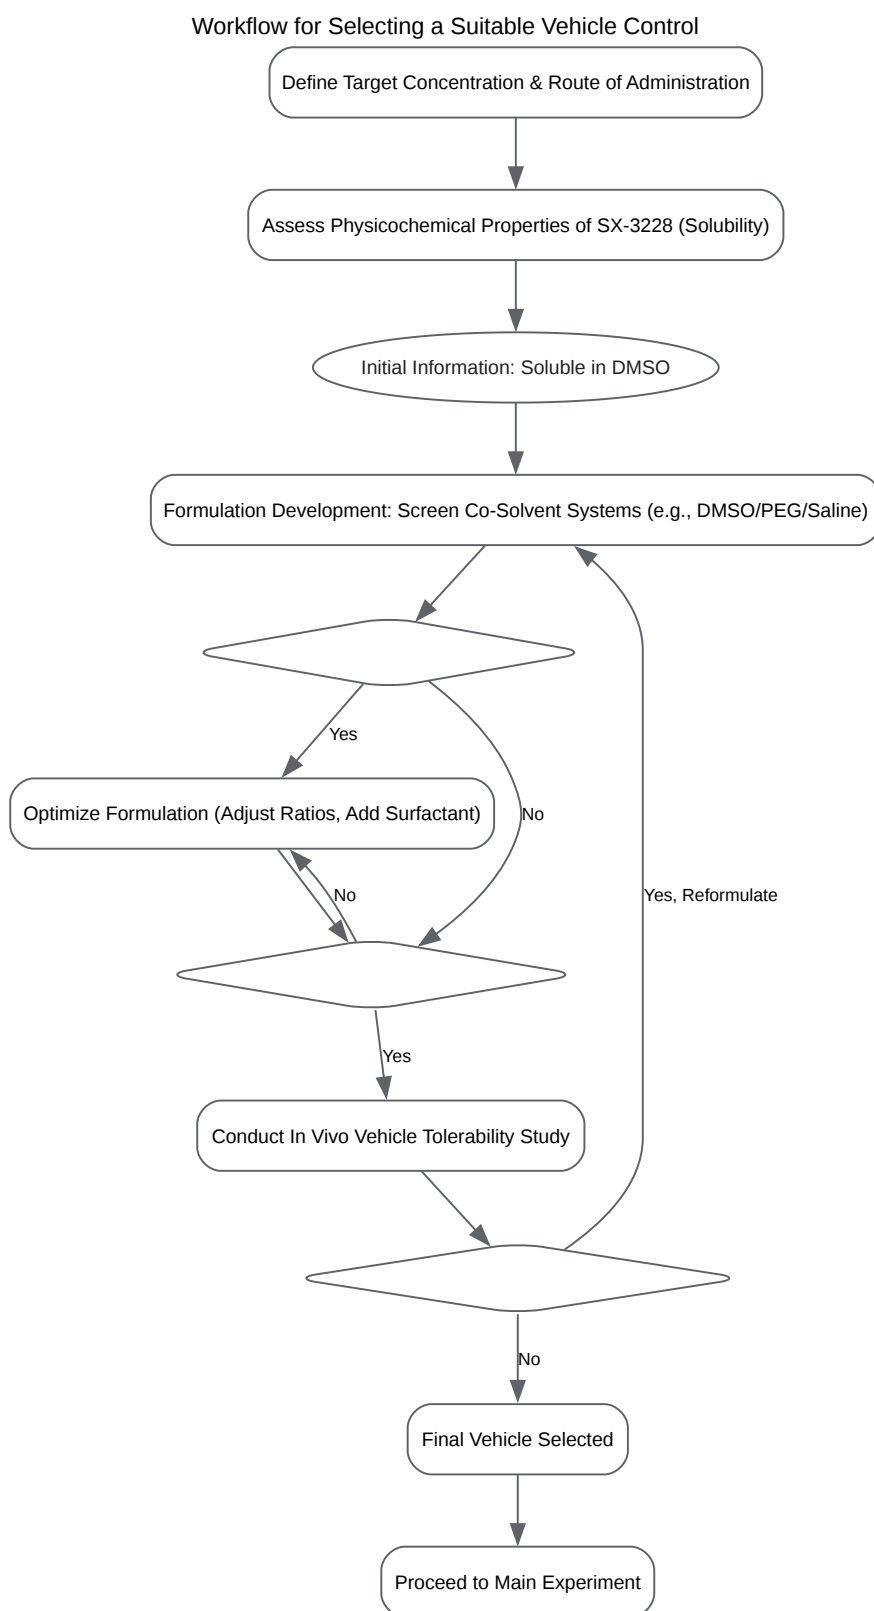 Workflow for Selecting a Suitable Vehicle Control
Define Target Concentration & Route of Administration
Assess Physicochemical Properties of SX-3228 (Solubility)
Initial Information: Soluble in DMSO
Formulation Development: Screen Co-Solvent Systems (e.g., DMSO/PEG/Saline)
Yes
Optimize Formulation (Adjust Ratios, Add Surfactant)
No
No
Yes, Reformulate
Yes
Conduct In Vivo Vehicle Tolerability Study
No
Final Vehicle Selected
Proceed to Main Experiment